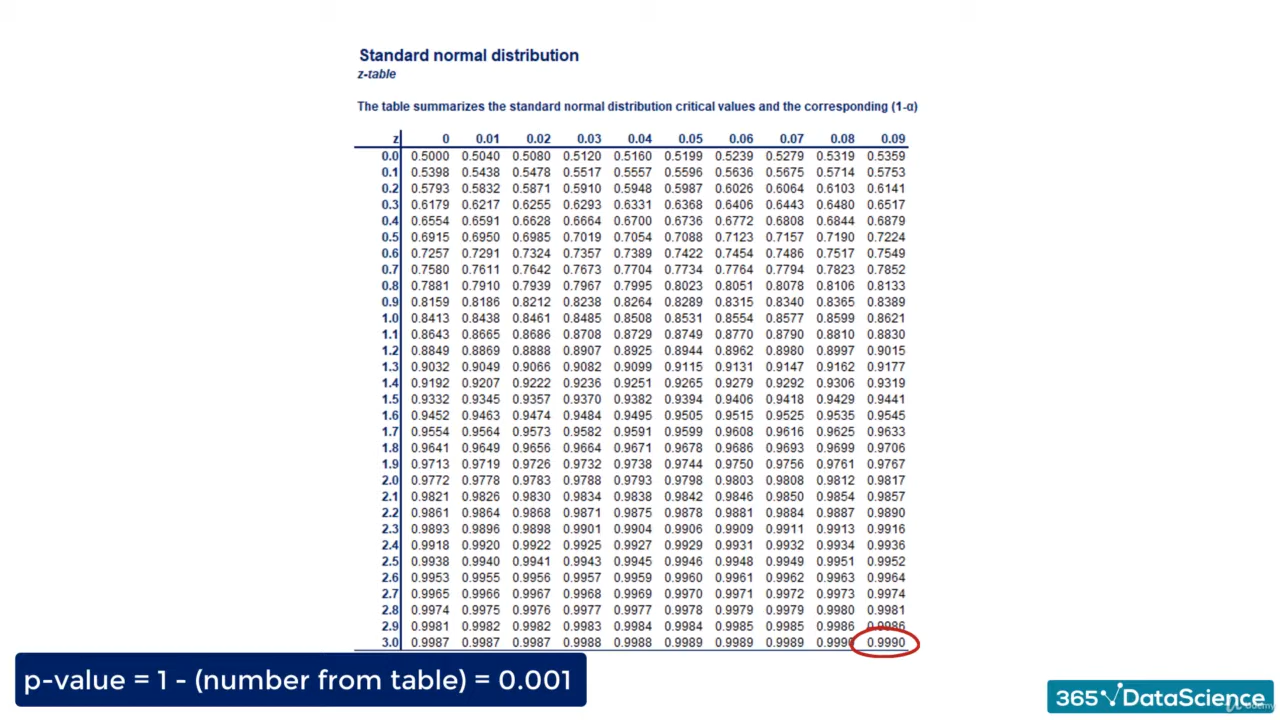 Standard normal distribution
z-table
The table summarizes the standard normal distribution critical values and the corresponding (1-α)
z 0 0.01 0.02 0.03 0.04 0.05 0.06 0.07 0.08 0.09
0.0 0.5000 0.5040 0.5080 0.5120 0.5160 0.5199 0.5239 0.5279 0.5319 0.5359
0.1 0.5398 0.5438 0.5478 0.5517 0.5557 0.5596 0.5636 0.5675 0.5714 0.5753
0.2 0.5793 0.5832 0.5871 0.5910 0.5948 0.5987 0.6026 0.6064 0.6103 0.6141
0.3 0.6179 0.6217 0.6255 0.6293 0.6331 0.6368 0.6406 0.6443 0.6480 0.6517
0.4 0.6554 0.6591 0.6628 0.6664 0.6700 0.6736 0.6772 0.6808 0.6844 0.6879
0.5 0.6915 0.6950 0.6985 0.7019 0.7054 0.7088 0.7123 0.7157 0.7190 0.7224
0.6 0.7257 0.7291 0.7324 0.7357 0.7389 0.7422 0.7454 0.7486 0.7517 0.7549
0.7 0.7580 0.7611 0.7642 0.7673 0.7704 0.7734 0.7764 0.7794 0.7823 0.7852
0.8 0.7881 0.7910 0.7939 0.7967 0.7995 0.8023 0.8051 0.8078 0.8106 0.8133
0.9 0.8159 0.8186 0.8212 0.8238 0.8264 0.8289 0.8315 0.8340 0.8365 0.8389
1.0 0.8413 0.8438 0.8461 0.8485 0.8508 0.8531 0.8554 0.8577 0.8599 0.8621
1.1 0.8643 0.8665 0.8686 0.8708 0.8729 0.8749 0.8770 0.8790 0.8810 0.8830
1.2 0.8849 0.8869 0.8888 0.8907 0.8925 0.8944 0.8962 0.8980 0.8997 0.9015
1.3 0.9032 0.9049 0.9066 0.9082 0.9099 0.9115 0.9131 0.9147 0.9162 0.9177
1.4 0.9192 0.9207 0.9222 0.9236 0.9251 0.9265 0.9279 0.9292 0.9306 0.9319
1.5 0.9332 0.9345 0.9357 0.9370 0.9382 0.9394 0.9406 0.9418 0.9429 0.9441
1.6 0.9452 0.9463 0.9474 0.9484 0.9495 0.9505 0.9515 0.9525 0.9535 0.9545
1.7 0.9554 0.9564 0.9573 0.9582 0.9591 0.9599 0.9608 0.9616 0.9625 0.9633
1.8 0.9641 0.9649 0.9656 0.9664 0.9671 0.9678 0.9686 0.9693 0.9699 0.9706
1.9 0.9713 0.9719 0.9726 0.9732 0.9738 0.9744 0.9750 0.9756 0.9761 0.9767
2.0 0.9772 0.9778 0.9783 0.9788 0.9793 0.9798 0.9803 0.9808 0.9812 0.9817
2.1 0.9821 0.9826 0.9830 0.9834 0.9838 0.9842 0.9846 0.9850 0.9854 0.9857
2.2 0.9861 0.9864 0.9868 0.9871 0.9875 0.9878 0.9881 0.9884 0.9887 0.9890
2.3 0.9893 0.9896 0.9898 0.9901 0.9904 0.9906 0.9909 0.9911 0.9913 0.9916
2.4 0.9918 0.9920 0.9922 0.9925 0.9927 0.9929 0.9931 0.9932 0.9934 0.9936
2.5 0.9938 0.9940 0.9941 0.9943 0.9945 0.9946 0.9948 0.9949 0.9951 0.9952
2.6 0.9953 0.9955 0.9956 0.9957 0.9959 0.9960 0.9961 0.9962 0.9963 0.9964
2.7 0.9965 0.9966 0.9967 0.9968 0.9969 0.9970 0.9971 0.9972 0.9973 0.9974
2.8 0.9974 0.9975 0.9976 0.9977 0.9977 0.9978 0.9979 0.9979 0.9980 0.9981
2.9 0.9981 0.9982 0.9982 0.9983 0.9984 0.9984 0.9985 0.9985 0.9986 0.9986
3.0 0.9987 0.9987 0.9987 0.9988 0.9988 0.9989 0.9989 0.9989 0.9990 0.9990
p-value = 1 - (number from table) = 0.001
365 DataScience
udemy